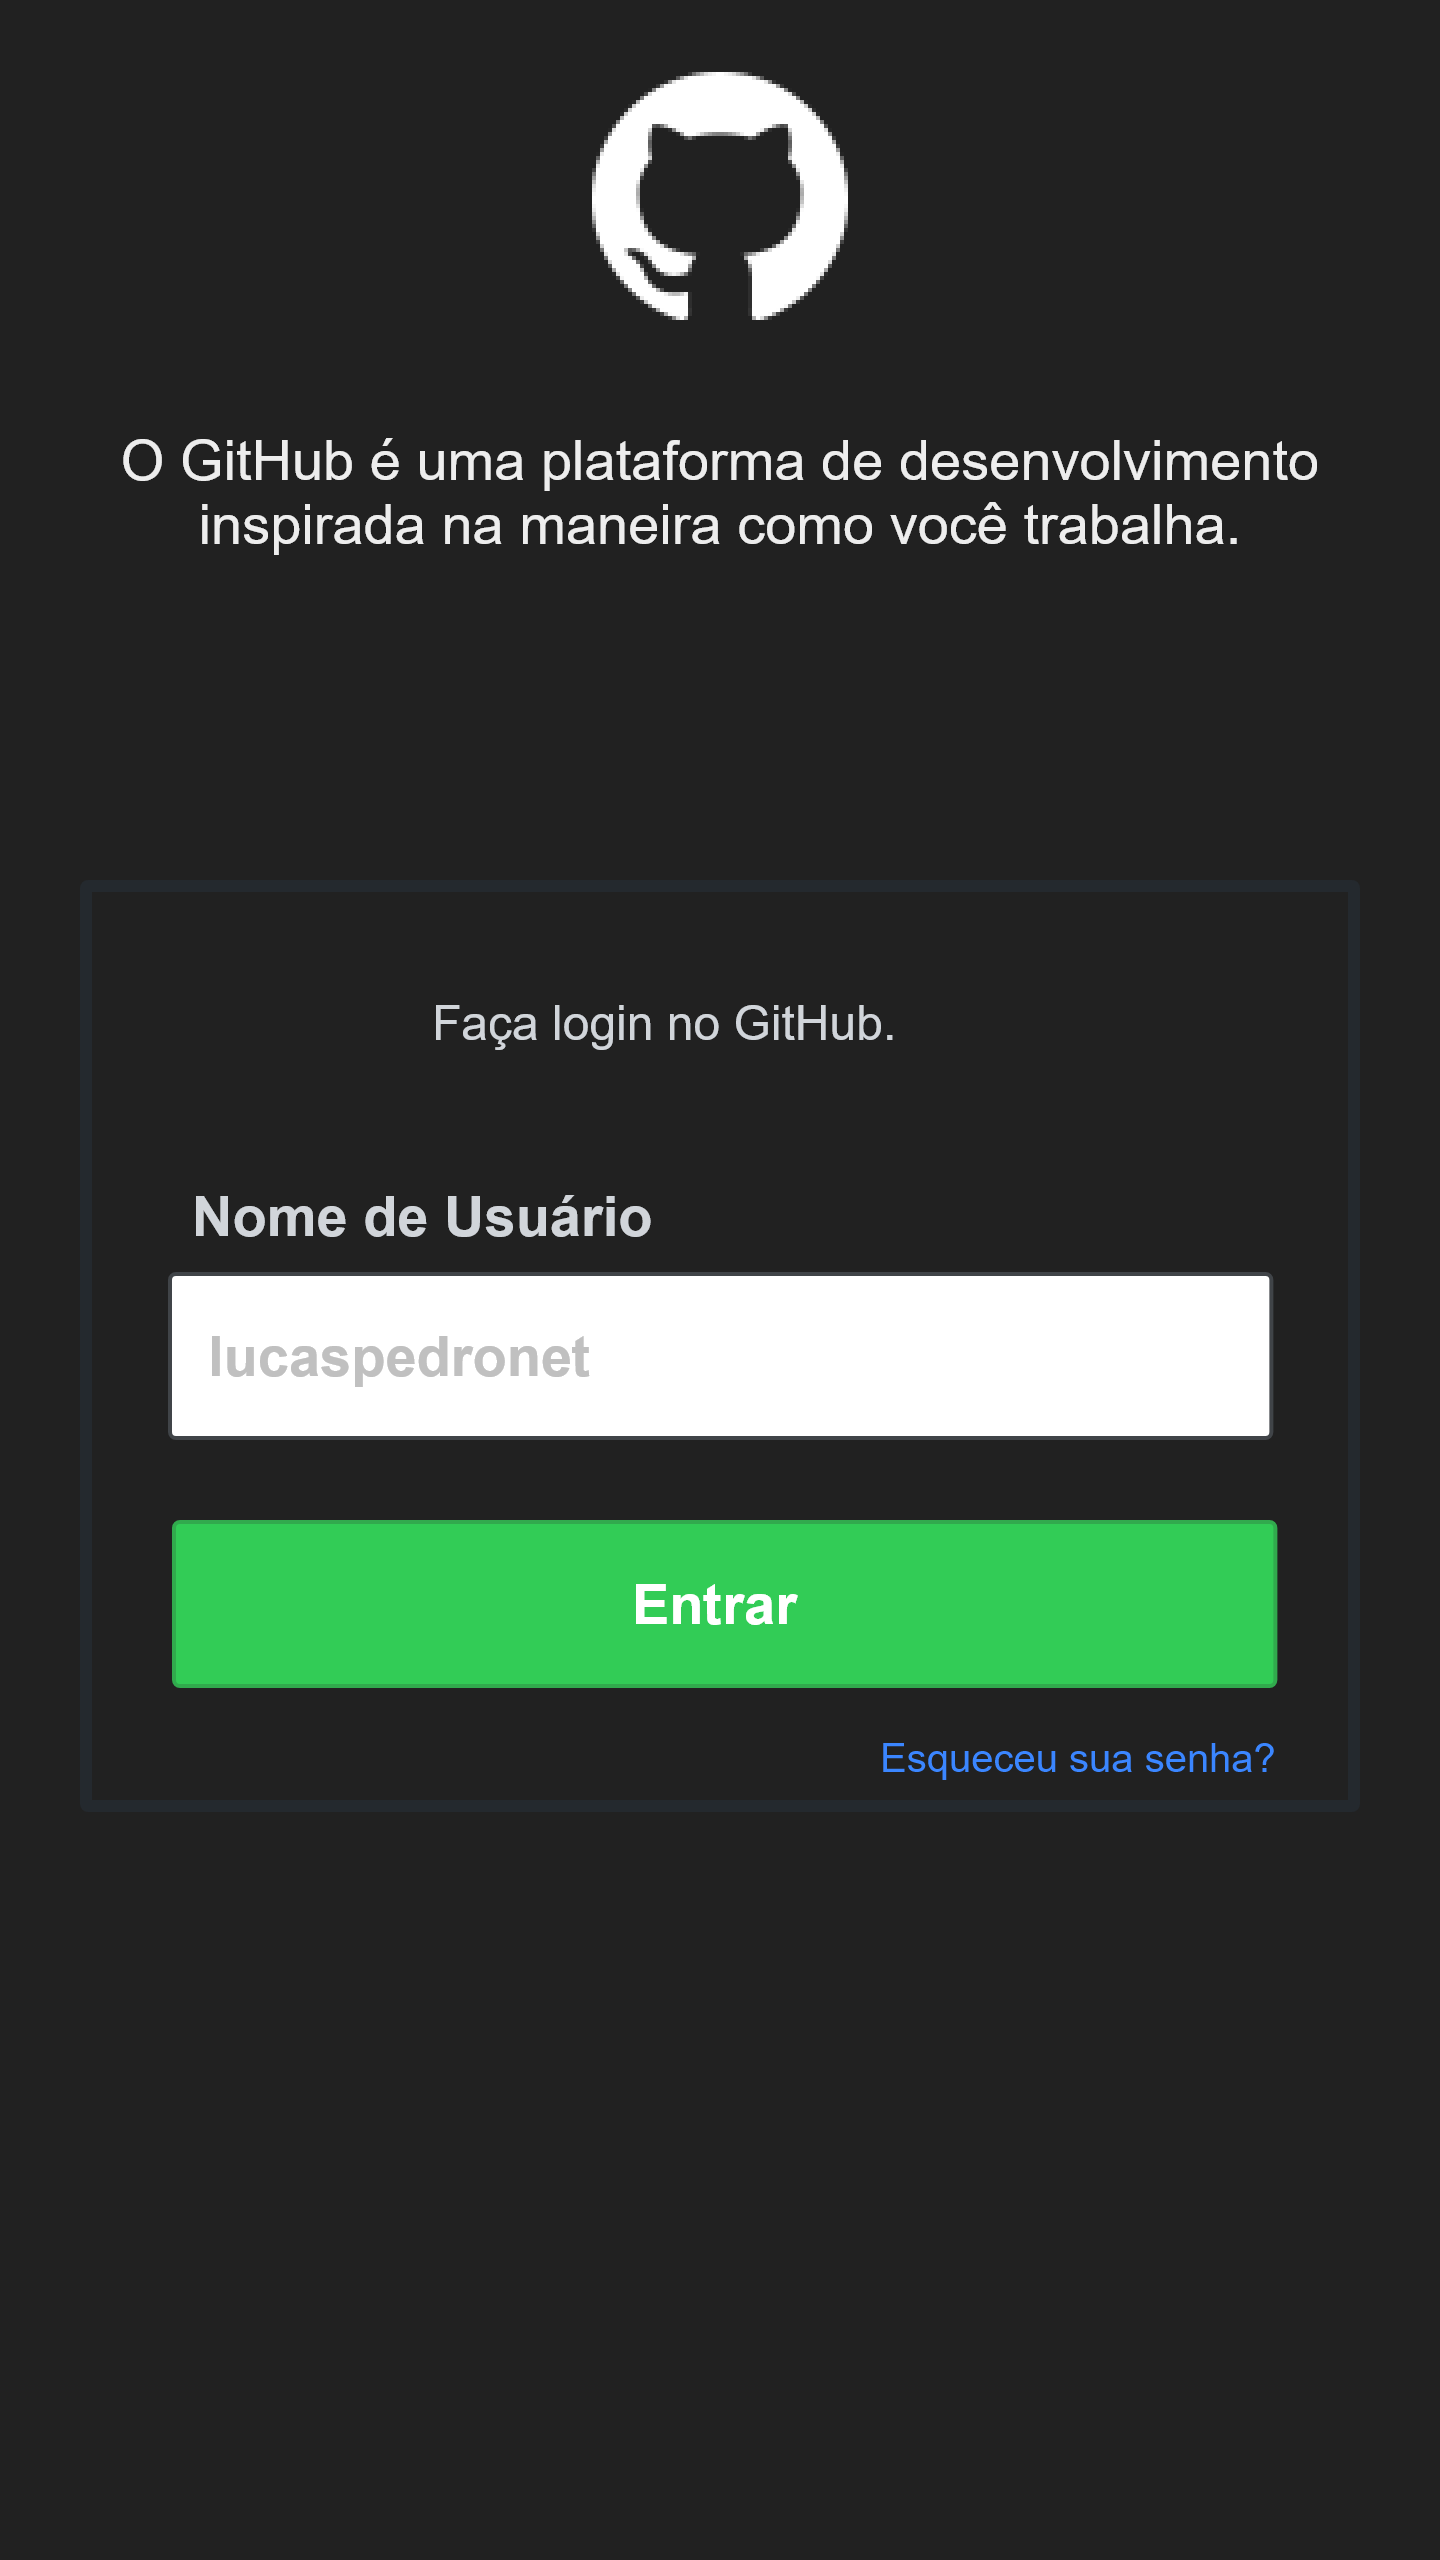 O GitHub é uma plataforma de desenvolvimento
inspirada na maneira como você trabalha.
Faça login no GitHub.
Nome de Usuário
lucaspedronet
Entrar
Esqueceu sua senha?